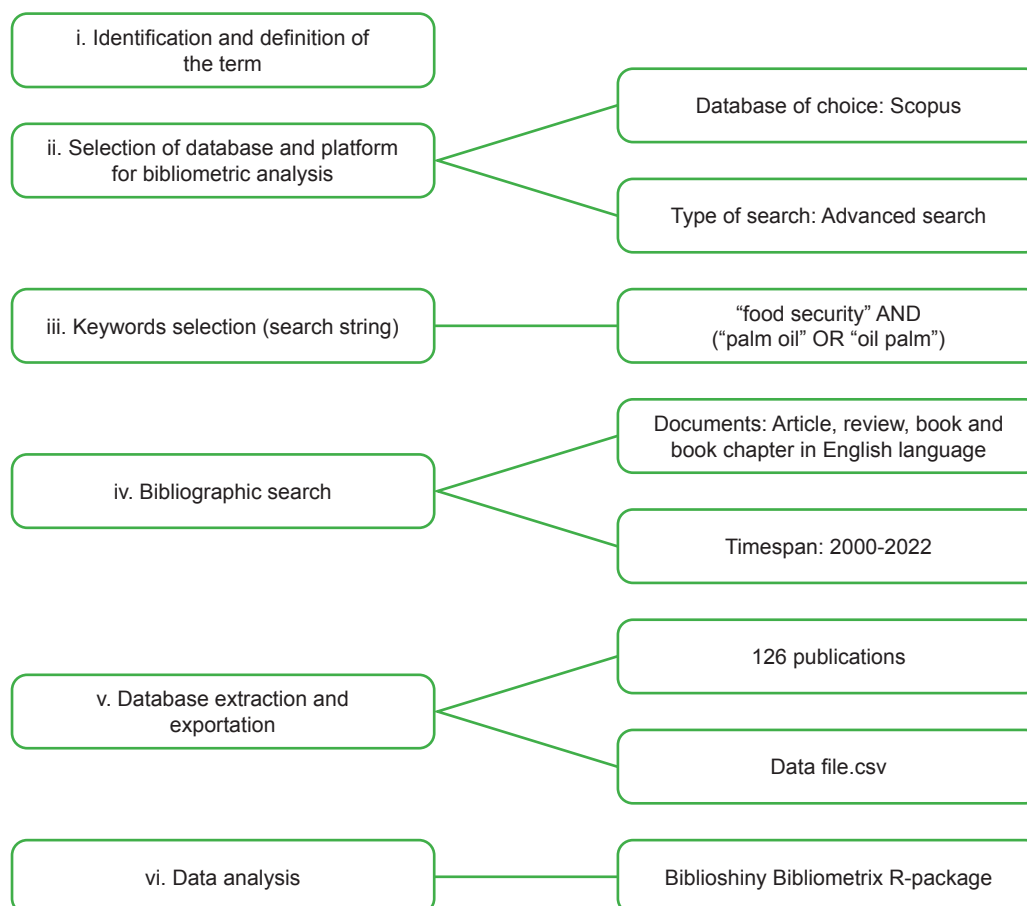 i. Identification and definition of
the term
ii. Selection of database and platform
for bibliometric analysis
Database of choice: Scopus
Type of search: Advanced search
iii. Keywords selection (search string)
“food security” AND
(“palm oil” OR “oil palm”)
iv. Bibliographic search
Documents: Article, review, book and
book chapter in English language
Timespan: 2000-2022
v. Database extraction and
exportation
126 publications
Data file.csv
vi. Data analysis
Biblioshiny Bibliometrix R-package